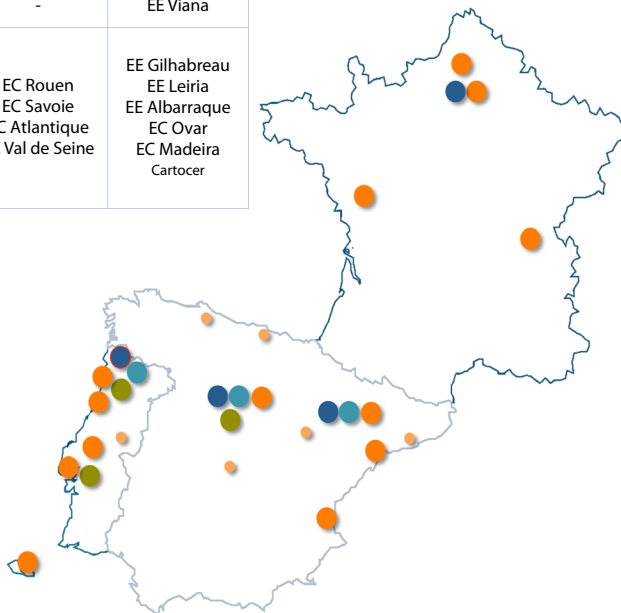 -
EE Viana
EC Rouen
EC Savoie
C Atlantique
Val de Seine
EE Gilhabreau
EE Leiria
EE Albarraque
EC Ovar
EC Madeira
Cartocer